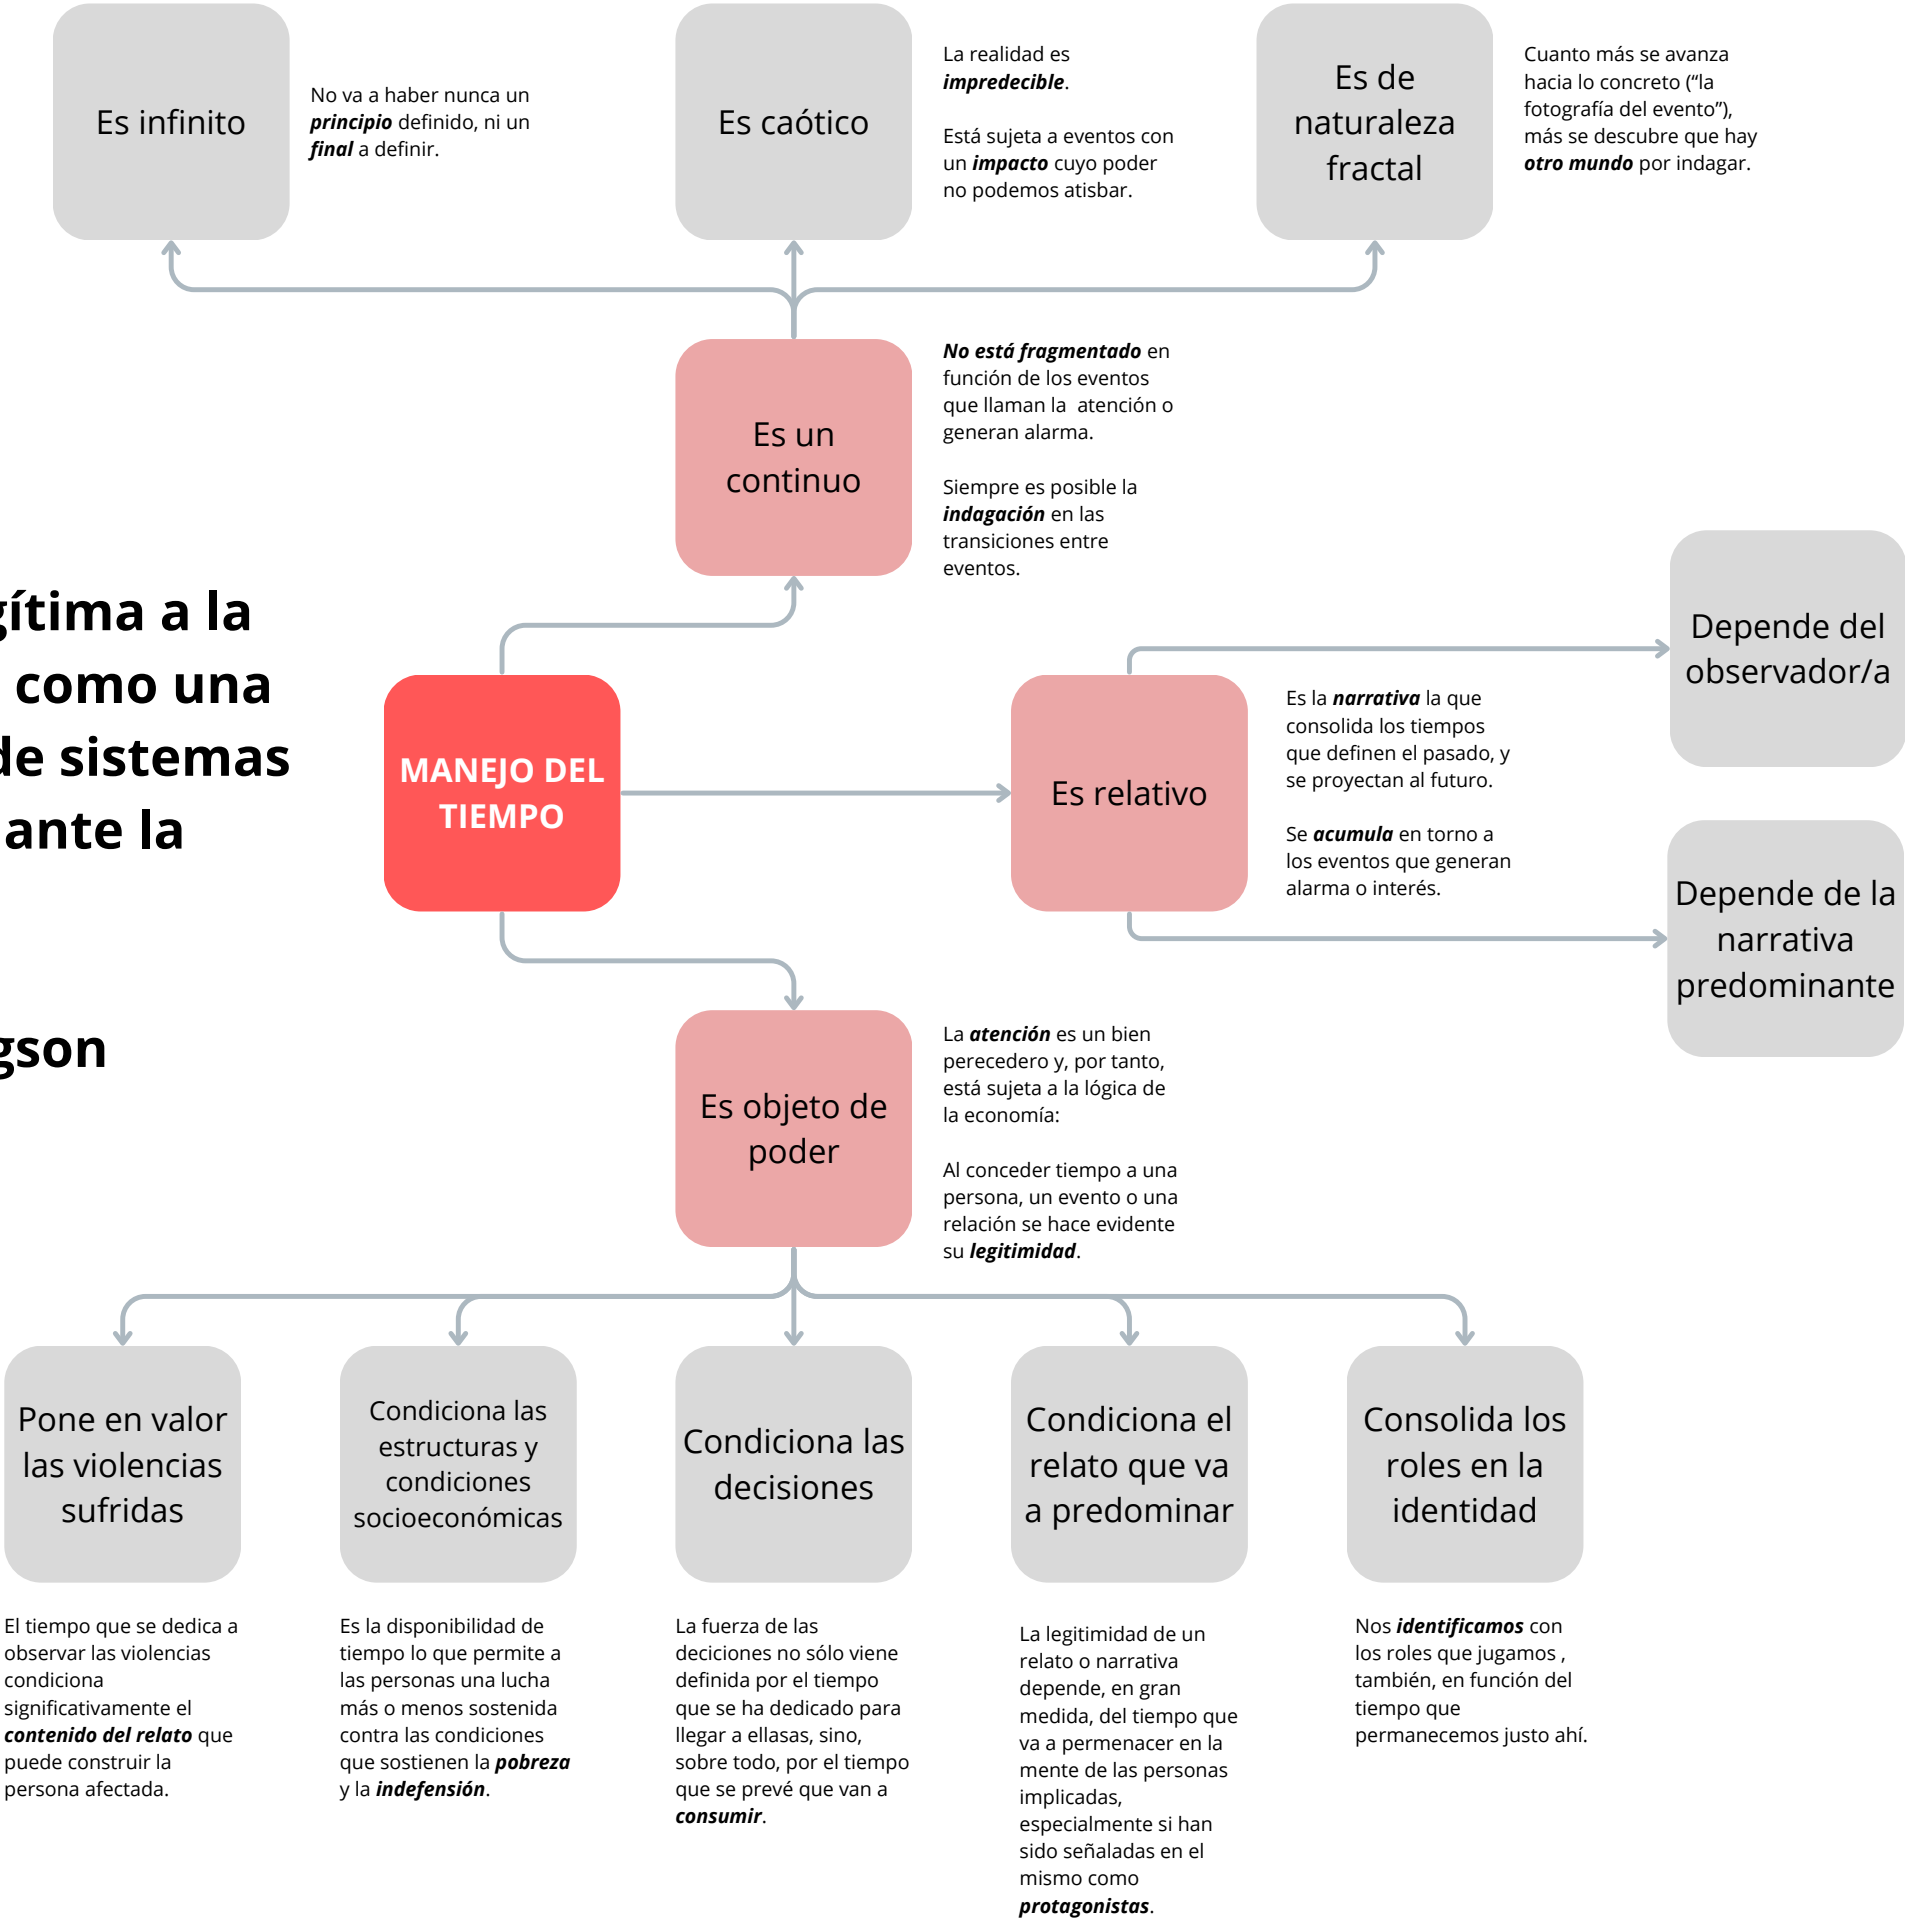 Es infinito
No va a haber nunca un
principio definido, ni un
final a definir.
Es caótico
La realidad es
impredecible.
Está sujeta a eventos con
un impacto cuyo poder
no podemos atisbar.
Es de
naturaleza
fractal
Cuanto más se avanza
hacia lo concreto (“la
fotografía del evento”),
más se descubre que hay
otro mundo por indagar.
Es un
continuo
No está fragmentado en
función de los eventos
que llaman la  atención o
generan alarma.
Siempre es posible la
indagación en las
transiciones entre
eventos.
gítima a la
como una
de sistemas
ante la
gson
MANEJO DEL
TIEMPO
Es relativo
Es la narrativa la que
consolida los tiempos
que definen el pasado, y
se proyectan al futuro.
Se acumula en torno a
los eventos que generan
alarma o interés.
Depende del
observador/a
Depende de la
narrativa
predominante
Es objeto de
poder
La atención es un bien
perecedero y, por tanto,
está sujeta a la lógica de
la economía:
Al conceder tiempo a una
persona, un evento o una
relación se hace evidente
su legitimidad.
Pone en valor
las violencias
sufridas
El tiempo que se dedica a
observar las violencias
condiciona
significativamente el
contenido del relato que
puede construir la
persona afectada.
Condiciona las
estructuras y
condiciones
socioeconómicas
Es la disponibilidad de
tiempo lo que permite a
las personas una lucha
más o menos sostenida
contra las condiciones
que sostienen la pobreza
y la indefensión.
Condiciona las
decisiones
La fuerza de las
deciciones no sólo viene
definida por el tiempo
que se ha dedicado para
llegar a ellasas, sino,
sobre todo, por el tiempo
que se prevé que van a
consumir.
Condiciona el
relato que va
a predominar
La legitimidad de un
relato o narrativa
depende, en gran
medida, del tiempo que
va a permenacer en la
mente de las personas
implicadas,
especialmente si han
sido señaladas en el
mismo como
protagonistas.
Consolida los
roles en la
identidad
Nos identificamos con
los roles que jugamos ,
también, en función del
tiempo que
permanecemos justo ahí.